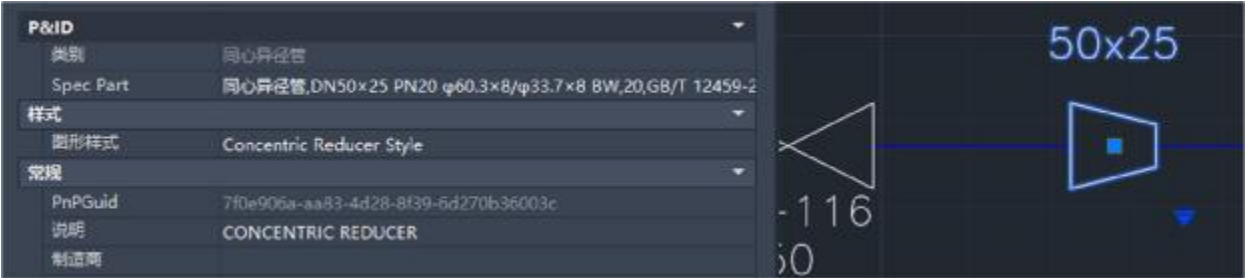 P&ID
类别 同心异径管
Spec Part 同心异径管,DN50×25 PN20 φ60.3×8/φ33.7×8 BW,20,GB/T 12459-2
样式
图形样式 Concentric Reducer Style
常规
PnPGuid 7f0e906a-aa83-4d28-8f39-6d270b36003c
说明 CONCENTRIC REDUCER
制造商
50x25
-116
50